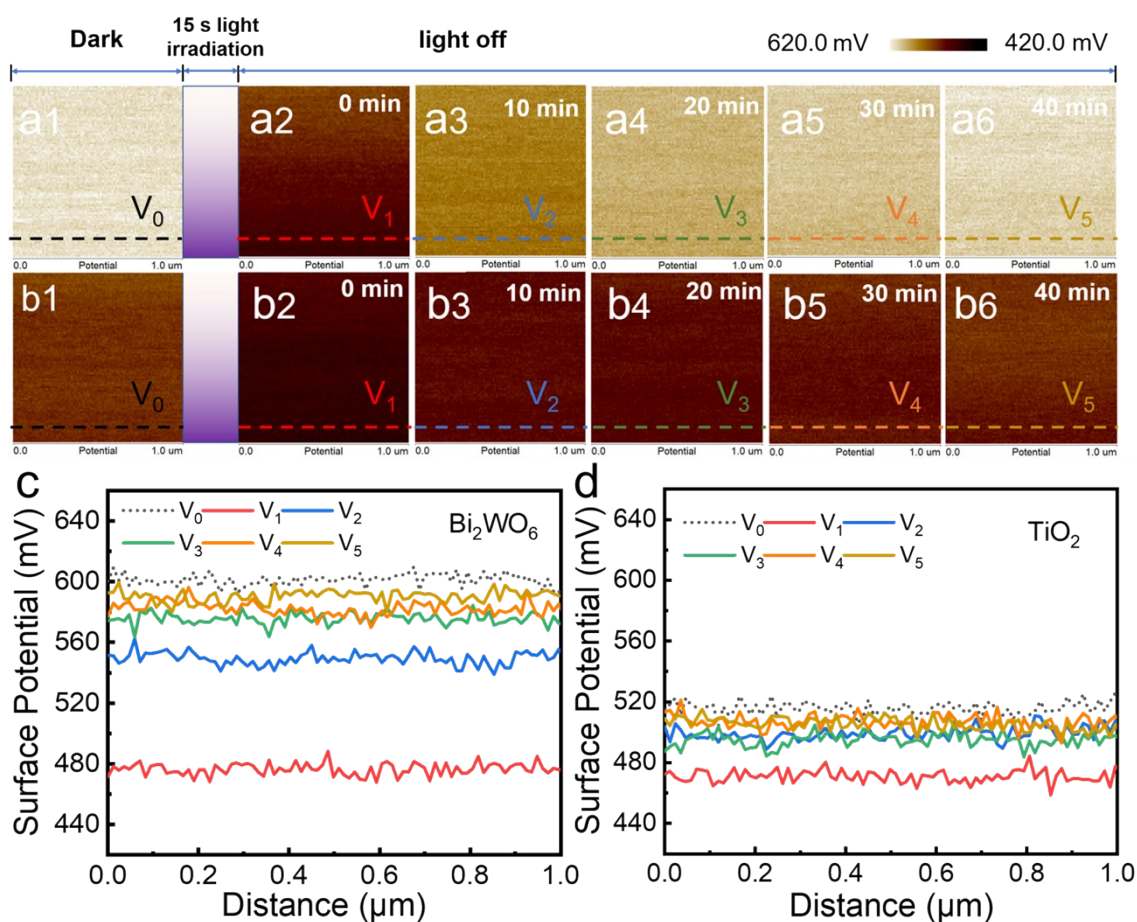 Dark
15 s light
irradiation
light off
620.0 mV 420.0 mV
a1 a2 0 min a3 10 min a4 20 min a5 30 min a6 40 min
V₀ V₁ V₂ V₃ V₄ V₅
0.0 Potential 1.0 um 0.0 Potential 1.0 um 0.0 Potential 1.0 um 0.0 Potential 1.0 um 0.0 Potential 1.0 um 0.0 Potential 1.0 um
b1 b2 0 min b3 10 min b4 20 min b5 30 min b6 40 min
V₀ V₁ V₂ V₃ V₄ V₅
0.0 Potential 1.0 um 0.0 Potential 1.0 um 0.0 Potential 1.0 um 0.0 Potential 1.0 um 0.0 Potential 1.0 um 0.0 Potential 1.0 um
c
V₀ V₁ V₂
V₃ V₄ V₅
Bi₂WO₆
Surface Potential (mV)
640
600
560
520
480
440
0.0 0.2 0.4 0.6 0.8 1.0
Distance (μm)
d
V₀ V₁ V₂
V₃ V₄ V₅
TiO₂
Surface Potential (mV)
640
600
560
520
480
440
0.0 0.2 0.4 0.6 0.8 1.0
Distance (μm)